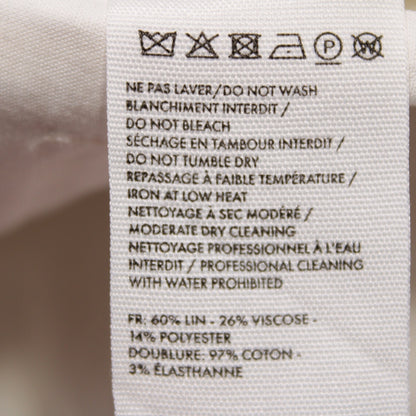 P W
NE PAS LAVER/DO NOT WASH
BLANCHIMENT INTERDIT /
DO NOT BLEACH
SÉCHAGE EN TAMBOUR INTERDIT /
DO NOT TUMBLE DRY
REPASSAGE À FAIBLE TEMPÉRATURE /
IRON AT LOW HEAT
NETTOYAGE À SEC MODÉRÉ /
MODERATE DRY CLEANING
NETTOYAGE PROFESSIONNEL À L'EAU
INTERDIT / PROFESSIONAL CLEANING
WITH WATER PROHIBITED
FR: 60% LIN - 26% VISCOSE -
14% POLYESTER
DOUBLURE: 97% COTON -
3% ÉLASTHANNE